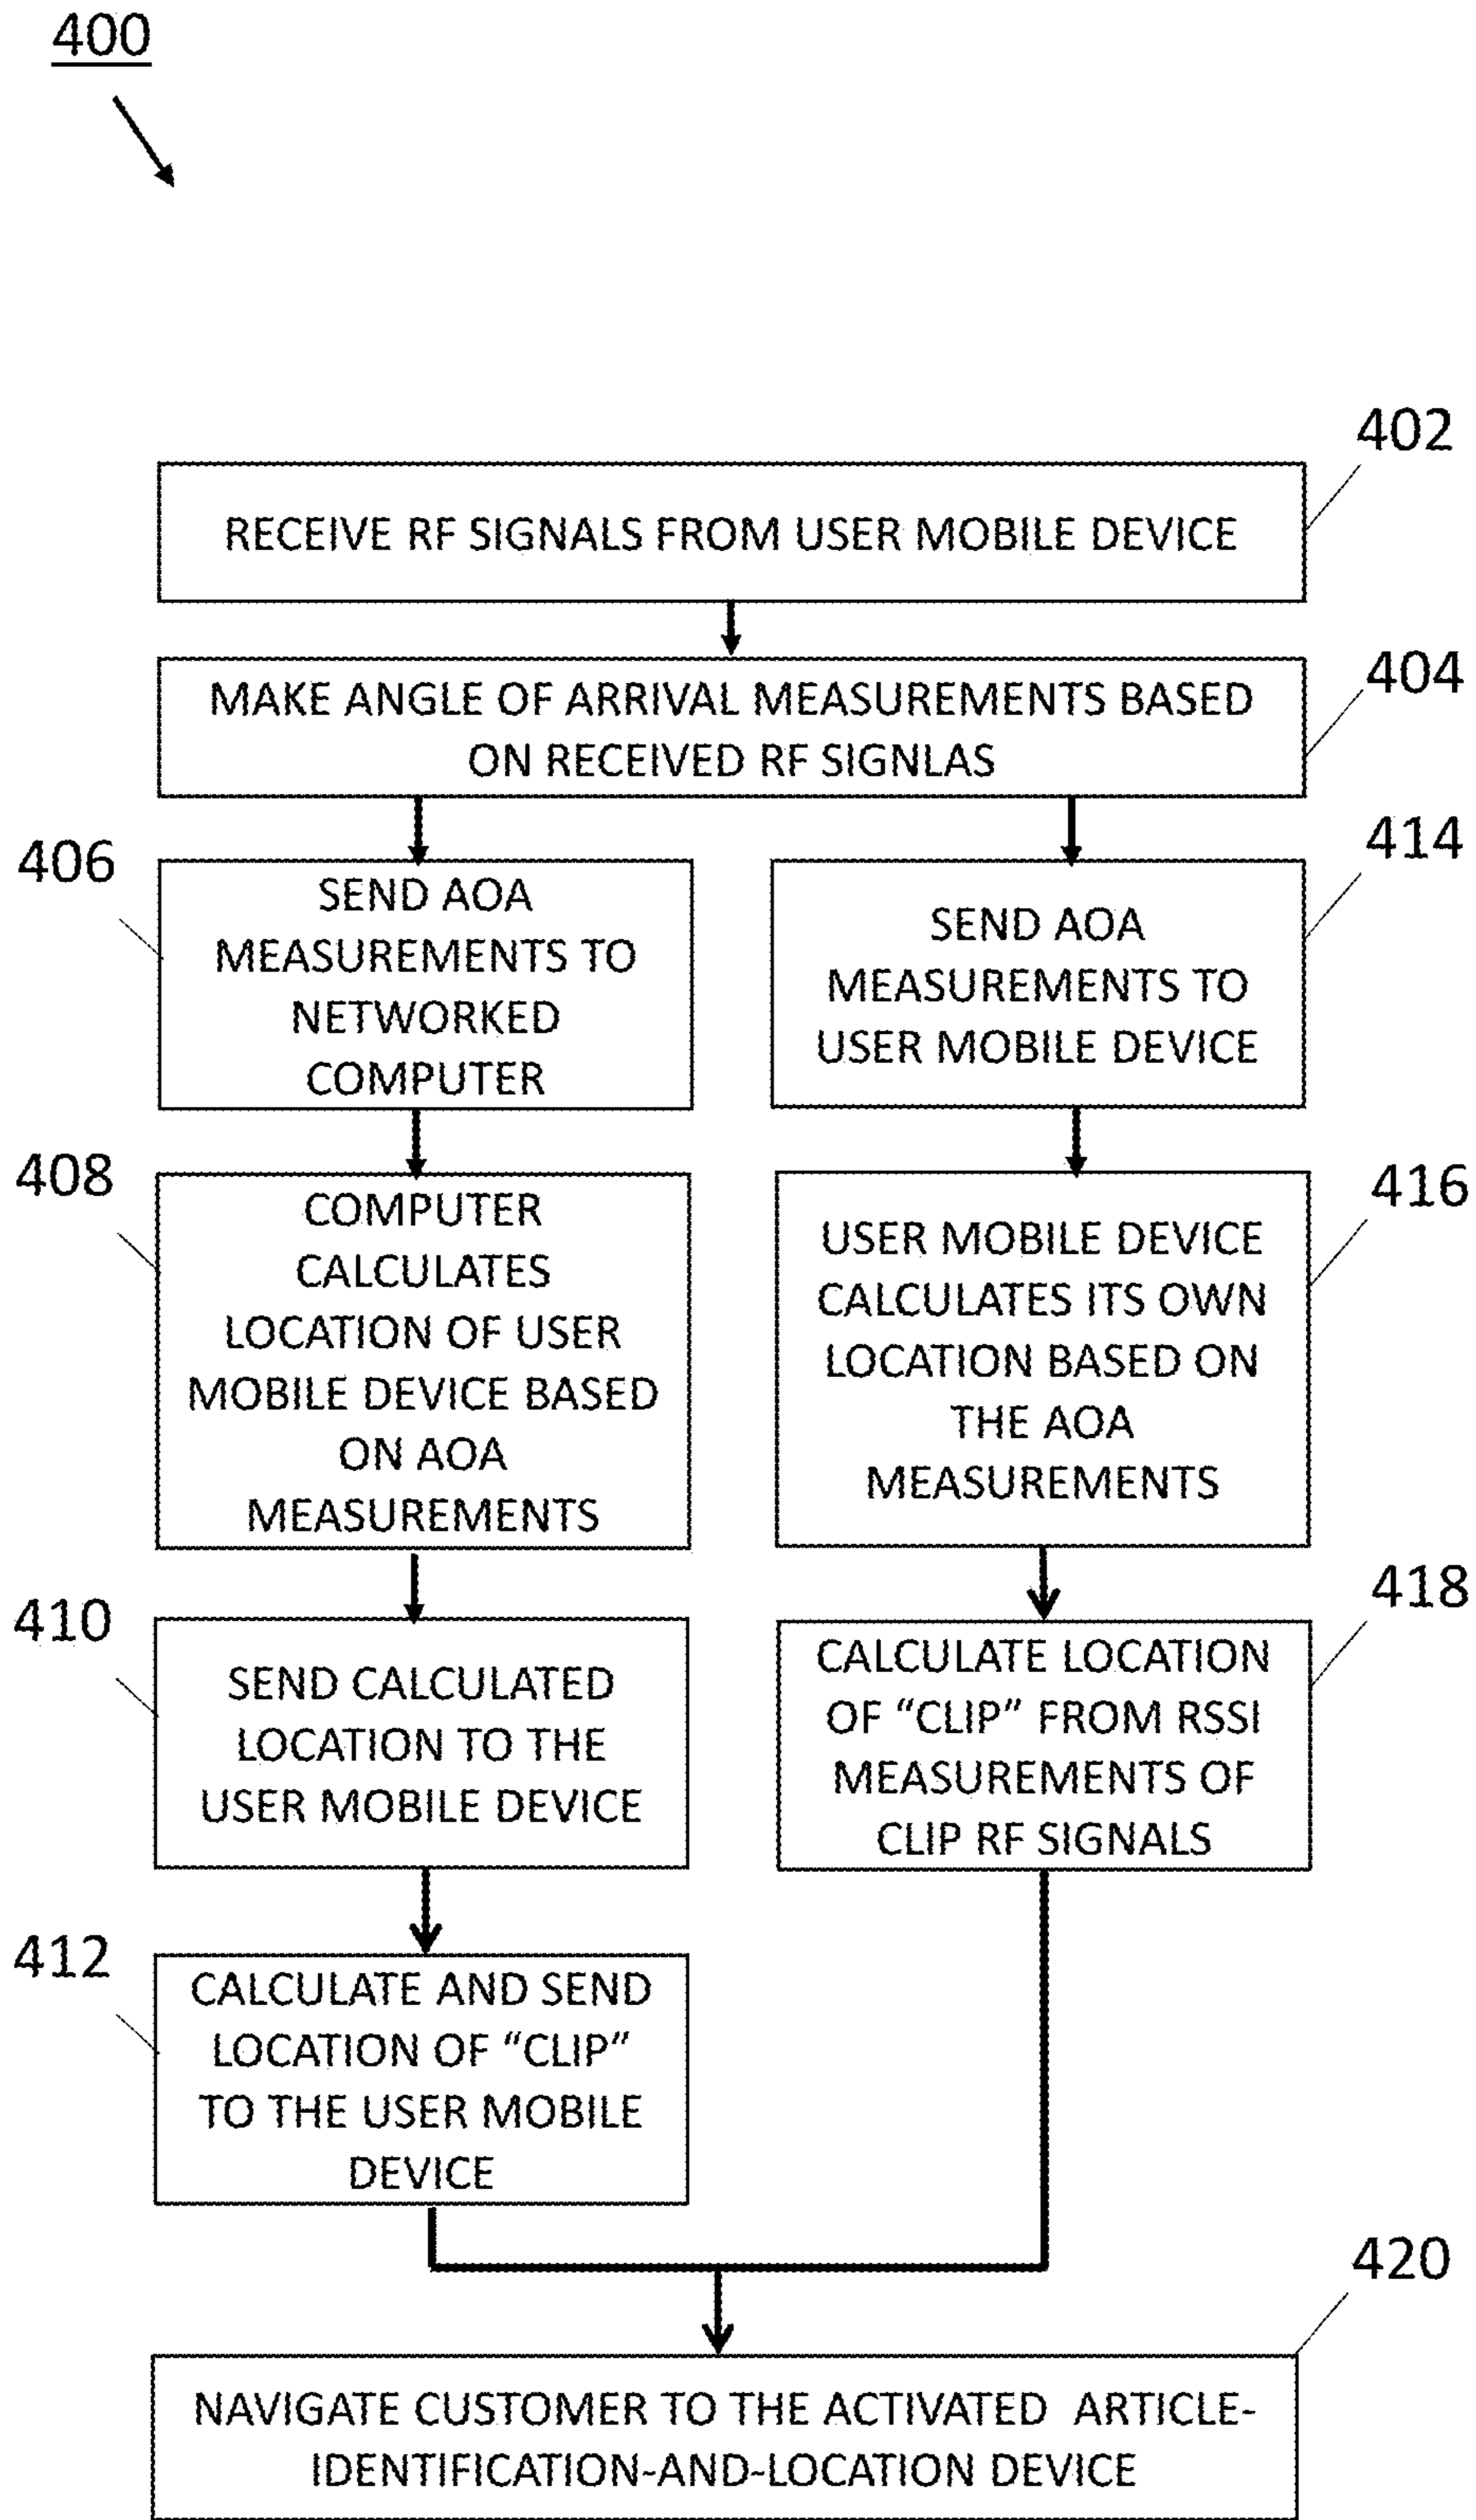 400
402
RECEIVE RF SIGNALS FROM USER MOBILE DEVICE
404
MAKE ANGLE OF ARRIVAL MEASUREMENTS BASED
ON RECEIVED RF SIGNLAS
406
SEND AOA
MEASUREMENTS TO
NETWORKED
COMPUTER
408
COMPUTER
CALCULATES
LOCATION OF USER
MOBILE DEVICE BASED
ON AOA
MEASUREMENTS
410
SEND CALCULATED
LOCATION TO THE
USER MOBILE DEVICE
412
CALCULATE AND SEND
LOCATION OF “CLIP”
TO THE USER MOBILE
DEVICE
414
SEND AOA
MEASUREMENTS TO
USER MOBILE DEVICE
416
USER MOBILE DEVICE
CALCULATES ITS OWN
LOCATION BASED ON
THE AOA
MEASUREMENTS
418
CALCULATE LOCATION
OF “CLIP” FROM RSSI
MEASUREMENTS OF
CLIP RF SIGNALS
420
NAVIGATE CUSTOMER TO THE ACTIVATED ARTICLE-
IDENTIFICATION-AND-LOCATION DEVICE